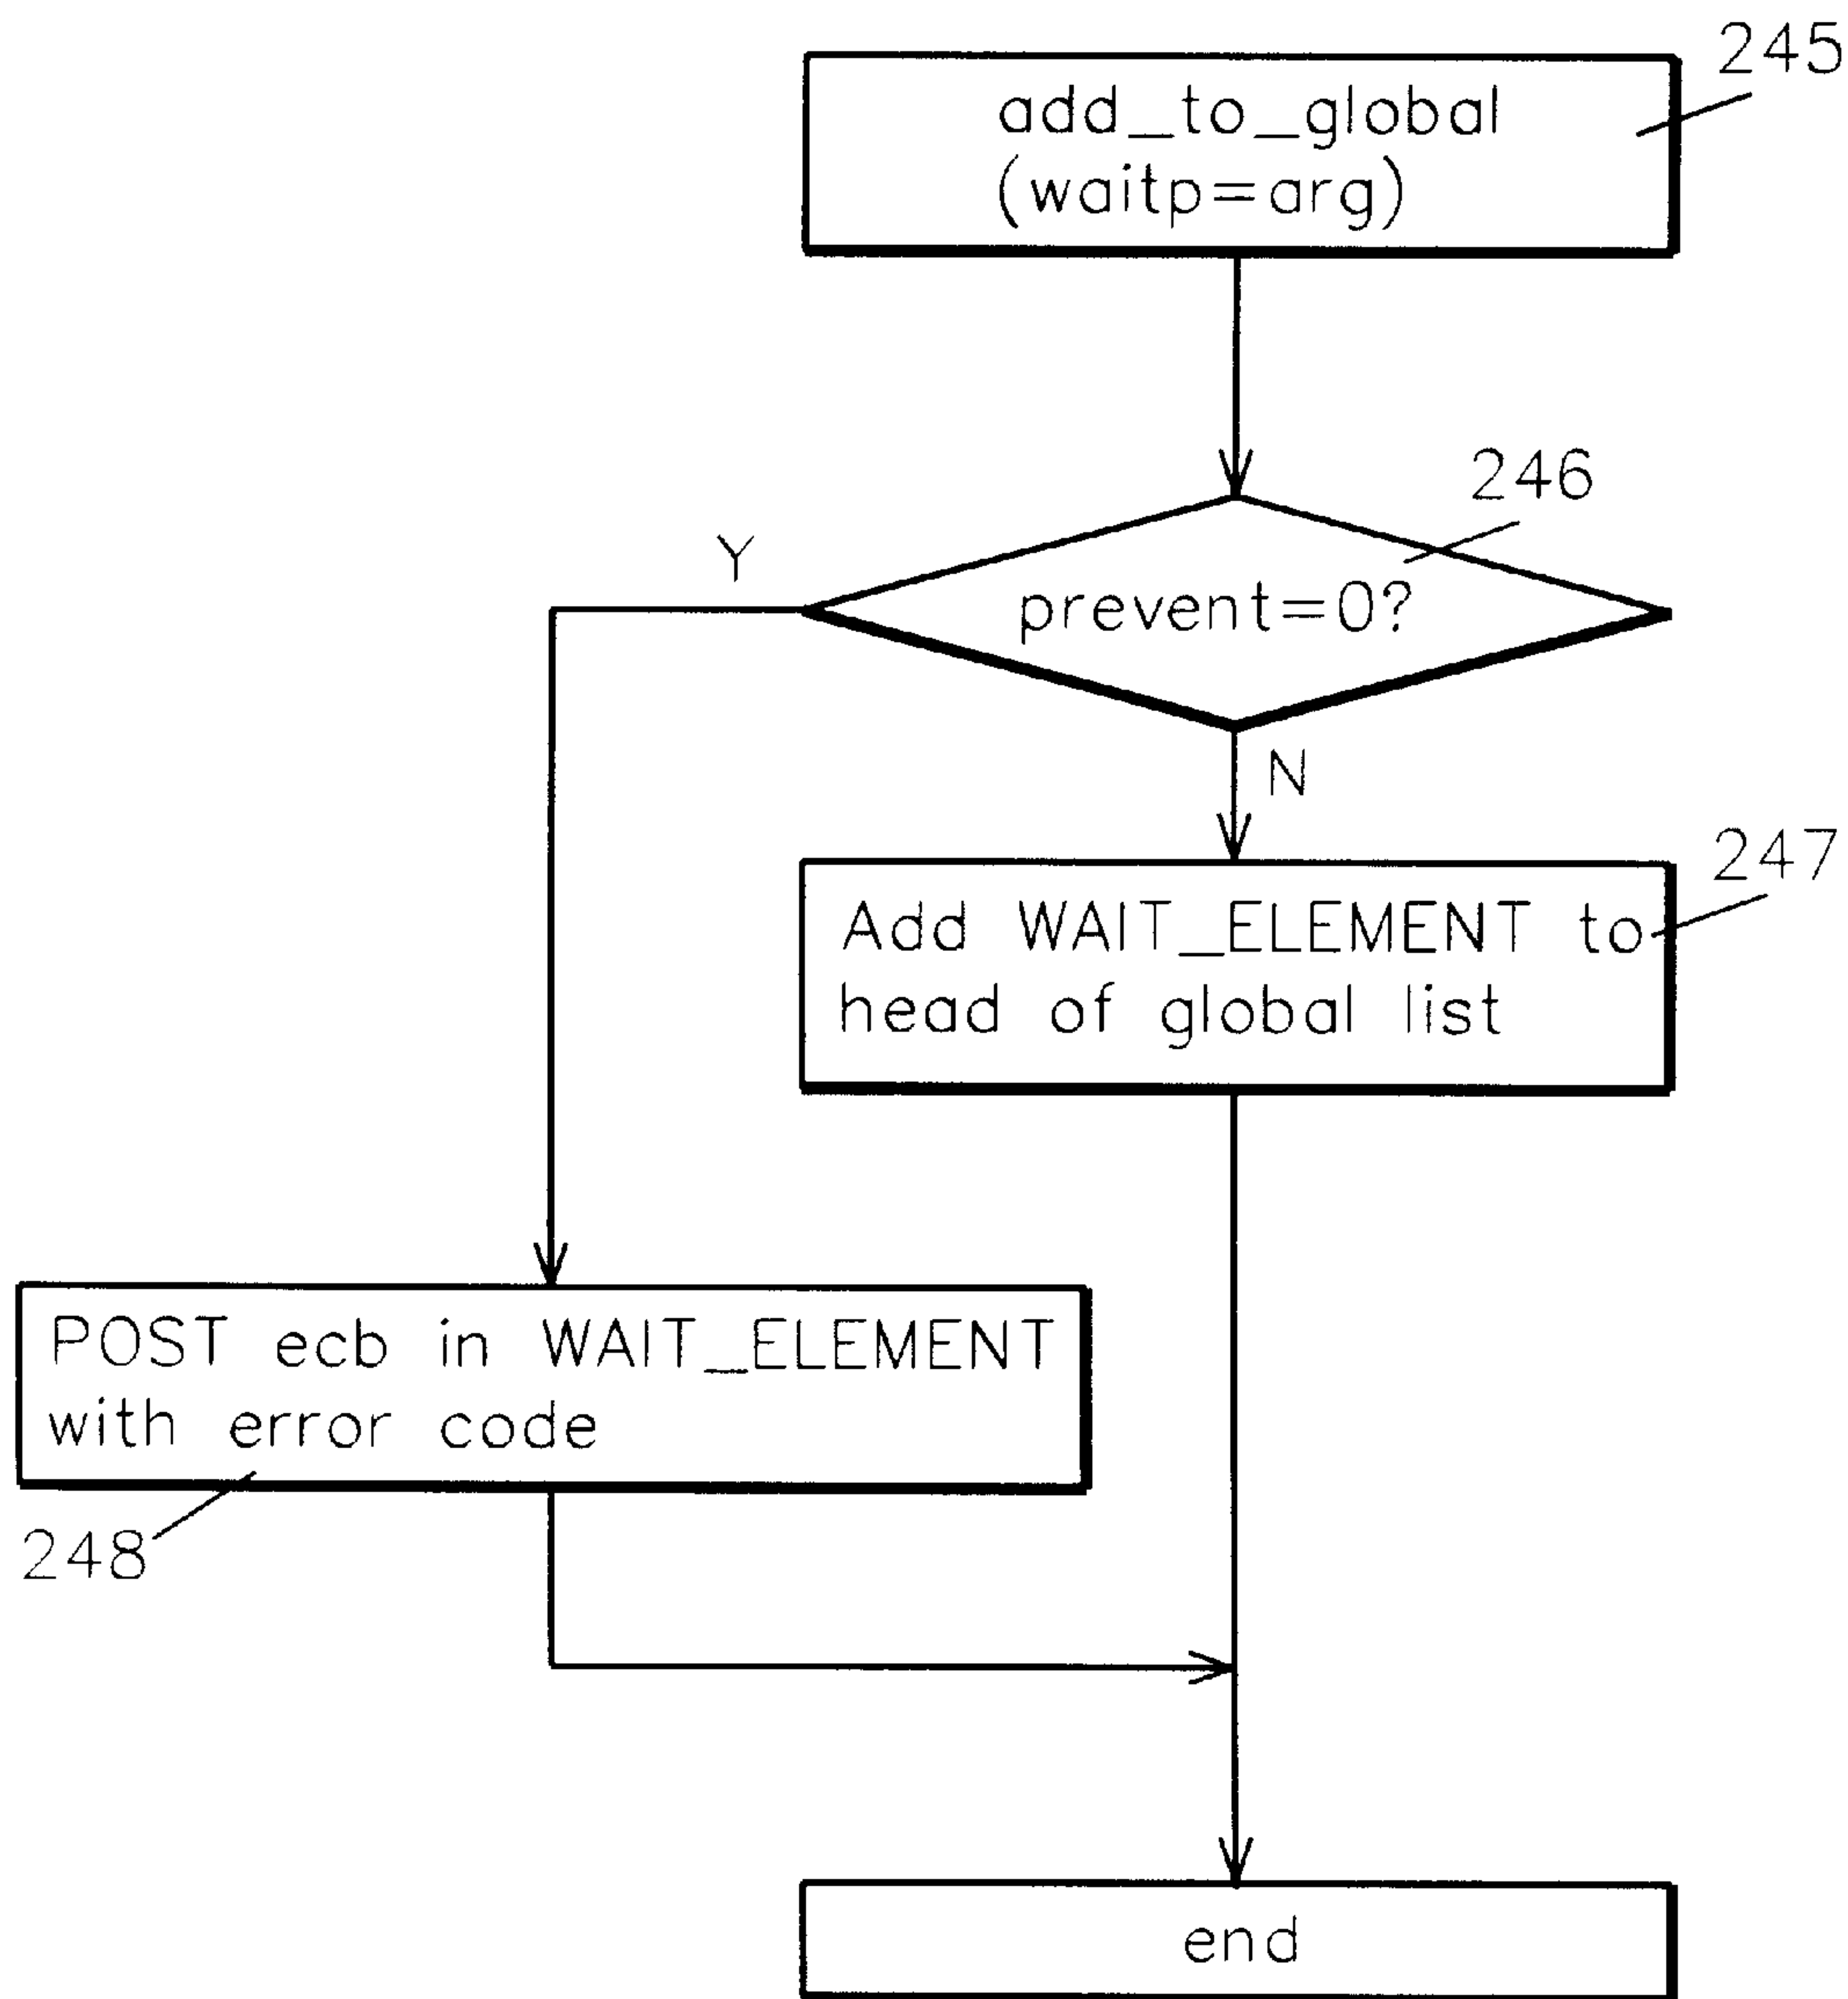 245
add_to_global
(waitp=arg)
246
Y
prevent=0?
N
247
Add WAIT_ELEMENT to
head of global list
POST ecb in WAIT_ELEMENT
with error code
248
end